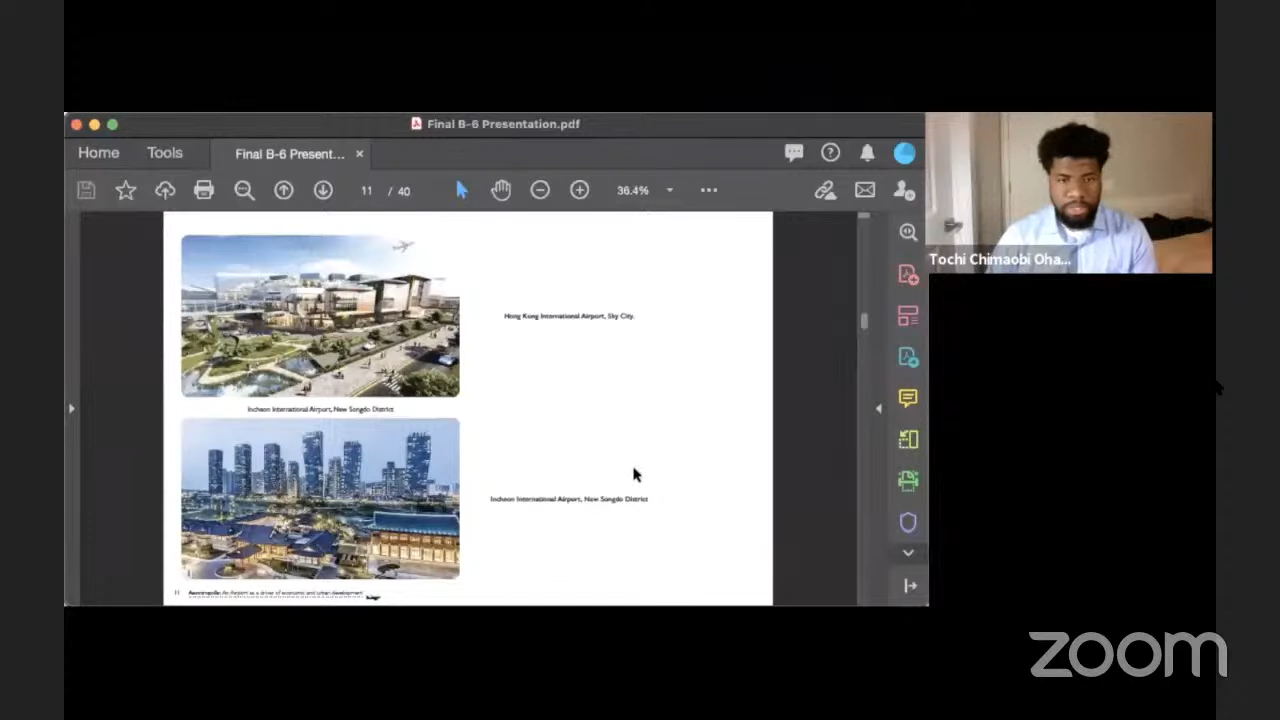 Final B-6 Presentation.pdf
Home Tools Final B-6 Present... ×
11 / 40 36.4%
Tochi Chimaobi Oha...
Hong Kong International Airport, Sky City.
Incheon International Airport, New Songdo District
Incheon International Airport, New Songdo District
11 Aerotropolis: An Airport as a driver of economic and urban development
zoom